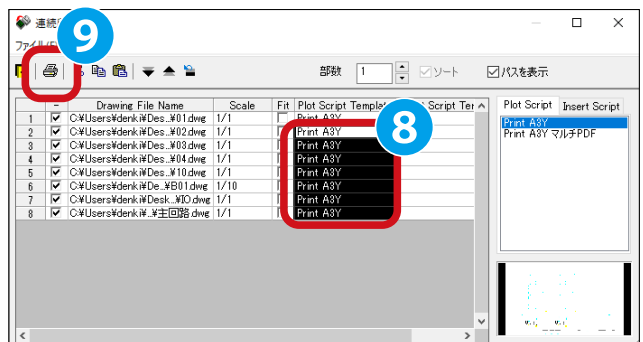 9
連続
ファイル(F)
部数 1 ソート パスを表示
- Drawing File Name Scale Fit Plot Script Template Script Ter
1 C:¥Users¥denki¥Des..¥01.dwg 1/1 Print A3Y
2 C:¥Users¥denki¥Des..¥02.dwg 1/1 Print A3Y
3 C:¥Users¥denki¥Des..¥03.dwg 1/1 Print A3Y
4 C:¥Users¥denki¥Des..¥04.dwg 1/1 Print A3Y
5 C:¥Users¥denki¥Des..¥10.dwg 1/1 Print A3Y
6 C:¥Users¥denki¥De..¥B01.dwg 1/10 Print A3Y
7 C:¥Users¥denki¥Desk...¥IO.dwg 1/1 Print A3Y
8 C:¥Users¥denki¥..¥主回路.dwg 1/1 Print A3Y
8
Plot Script Insert Script
Print A3Y
Print A3Y マルチPDF